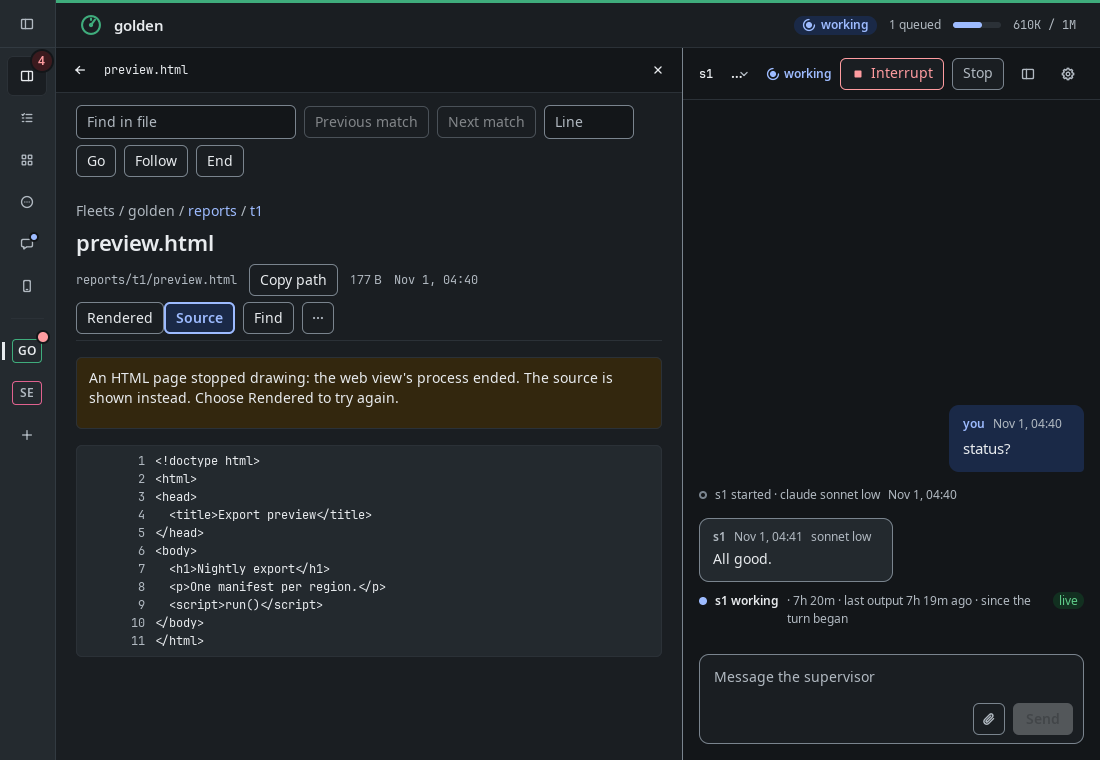 golden
working
1 queued
610K / 1M
4
GO
SE
preview.html
Find in file
Previous match
Next match
Line
Go
Follow
End
Fleets / golden / reports / t1
preview.html
reports/t1/preview.html
Copy path
177 B
Nov 1, 04:40
Rendered
Source
Find
...
An HTML page stopped drawing: the web view's process ended. The source is
shown instead. Choose Rendered to try again.
1 <!doctype html>
2 <html>
3 <head>
4 <title>Export preview</title>
5 </head>
6 <body>
7 <h1>Nightly export</h1>
8 <p>One manifest per region.</p>
9 <script>run()</script>
10 </body>
11 </html>
s1
...
working
Interrupt
Stop
you Nov 1, 04:40
status?
s1 started · claude sonnet low Nov 1, 04:40
s1 Nov 1, 04:41 sonnet low
All good.
s1 working · 7h 20m · last output 7h 19m ago · since the
turn began
live
Message the supervisor
Send